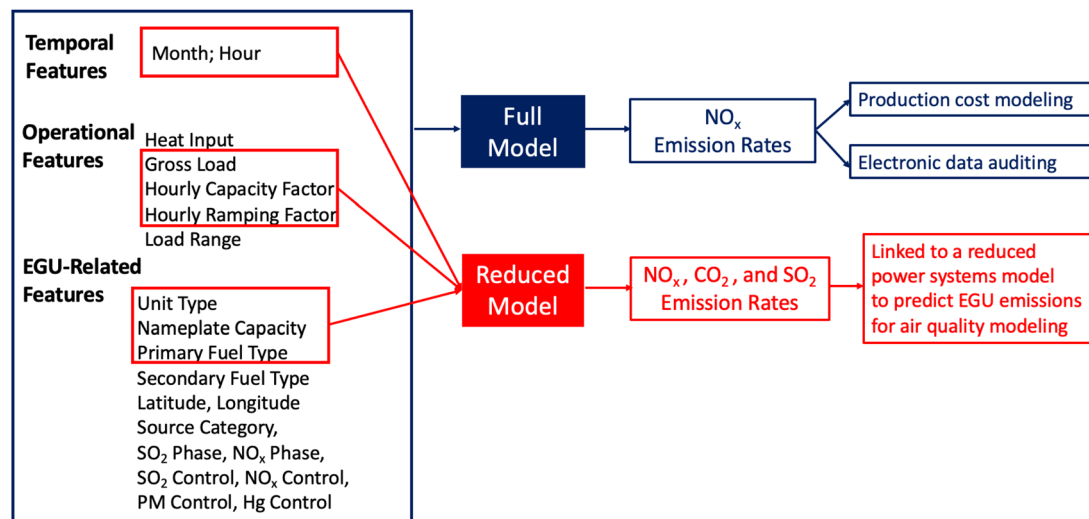 Temporal
Features
Month; Hour
Operational
Features
Heat Input
Gross Load
Hourly Capacity Factor
Hourly Ramping Factor
Load Range
EGU-Related
Features
Unit Type
Nameplate Capacity
Primary Fuel Type
Secondary Fuel Type
Latitude, Longitude
Source Category,
SO₂ Phase, NOₓ Phase,
SO₂ Control, NOₓ Control,
PM Control, Hg Control
Full
Model
NOₓ
Emission Rates
Production cost modeling
Electronic data auditing
Reduced
Model
NOₓ, CO₂, and SO₂
Emission Rates
Linked to a reduced
power systems model
to predict EGU emissions
for air quality modeling